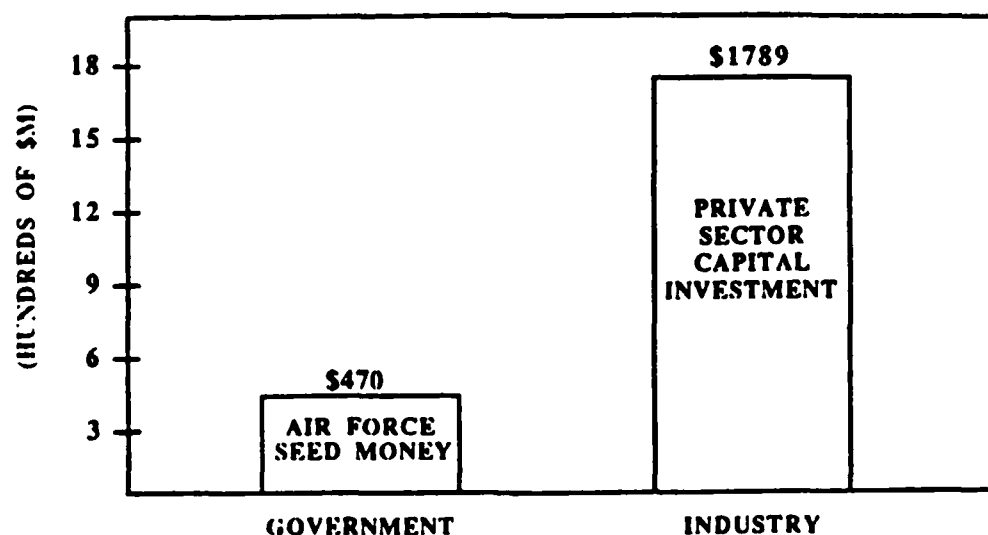 (HUNDREDS OF $M)
18
15
12
9
6
3
$470
AIR FORCE
SEED MONEY
$1789
PRIVATE
SECTOR
CAPITAL
INVESTMENT
GOVERNMENT
INDUSTRY